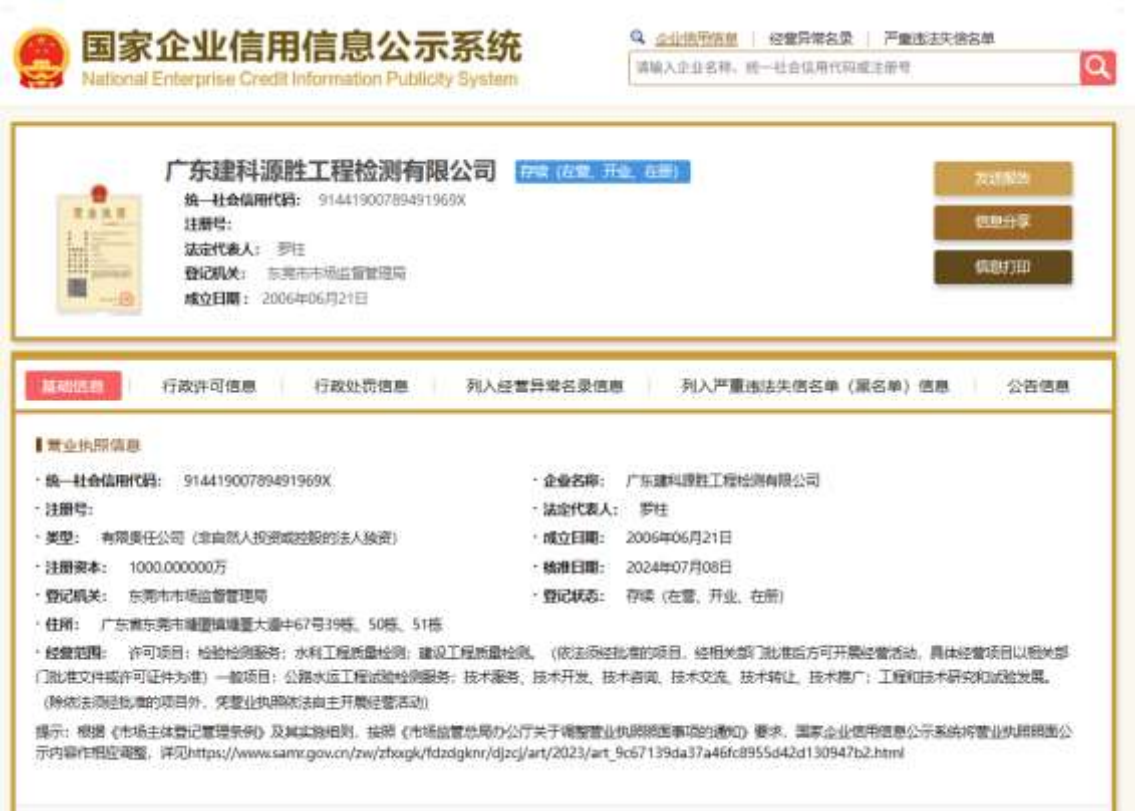 国家企业信用信息公示系统
National Enterprise Credit Information Publicity System
企业信用信息 | 经营异常名录 | 严重违法失信名单
请输入企业名称、统一社会信用代码或注册号
广东建科源胜工程检测有限公司 存续（在营、开业、在册）
统一社会信用代码： 91441900789491969X
注册号：
法定代表人： 罗柱
登记机关： 东莞市市场监督管理局
成立日期： 2006年06月21日
发送报告
信息分享
信息打印
营业执照
基础信息 行政许可信息 行政处罚信息 列入经营异常名录信息 列入严重违法失信名单（黑名单）信息 公告信息
营业执照信息
· 统一社会信用代码： 91441900789491969X · 企业名称： 广东建科源胜工程检测有限公司
· 注册号： · 法定代表人： 罗柱
· 类型： 有限责任公司（非自然人投资或控股的法人独资） · 成立日期： 2006年06月21日
· 注册资本： 1000.000000万 · 核准日期： 2024年07月08日
· 登记机关： 东莞市市场监督管理局 · 登记状态： 存续（在营、开业、在册）
· 住所： 广东省东莞市塘厦镇塘厦大道中67号39栋、50栋、51栋
· 经营范围： 许可项目：检验检测服务；水利工程质量检测；建设工程质量检测。（依法须经批准的项目，经相关部门批准后方可开展经营活动，具体经营项目以相关部
门批准文件或许可证件为准）一般项目：公路水运工程试验检测服务；技术服务、技术开发、技术咨询、技术交流、技术转让、技术推广；工程和技术研究和试验发展。
（除依法须经批准的项目外，凭营业执照依法自主开展经营活动）
提示：根据《市场主体登记管理条例》及其实施细则，按照《市场监管总局办公厅关于调整营业执照照面事项的通知》要求，国家企业信用信息公示系统将营业执照照面公
示内容作相应调整，详见https://www.samr.gov.cn/zw/zfxxgk/fdzdgknr/djzcj/art/2023/art_9c67139da37a46fc8955d42d130947b2.html